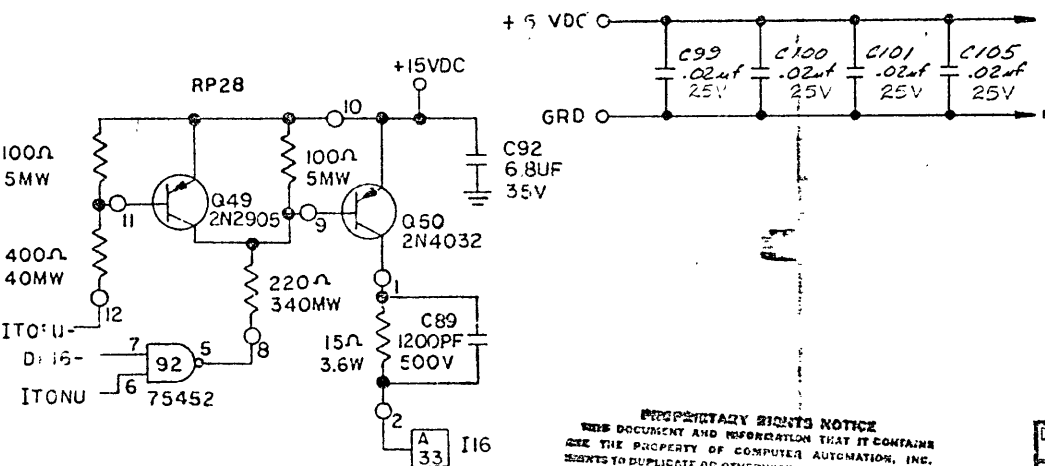 + 5 VDC
GRD
C99
.02uf
25V
C100
.02uf
25V
C101
.02uf
25V
C105
.02uf
25V
RP28
+15VDC
10
100Ω
5MW
11
Q49
2N2905
400Ω
40MW
12
100Ω
5MW
9
Q50
2N4032
C92
6.8UF
35V
220Ω
340MW
8
1
15Ω
3.6W
C89
1200PF
500V
2
7
92
5
6
ITONU
75452
A
33
I16
PROPRIETARY RIGHTS NOTICE
THIS DOCUMENT AND INFORMATION THAT IT CONTAINS
ARE THE PROPERTY OF COMPUTER AUTOMATION, INC.
TO DUPLICATE OR